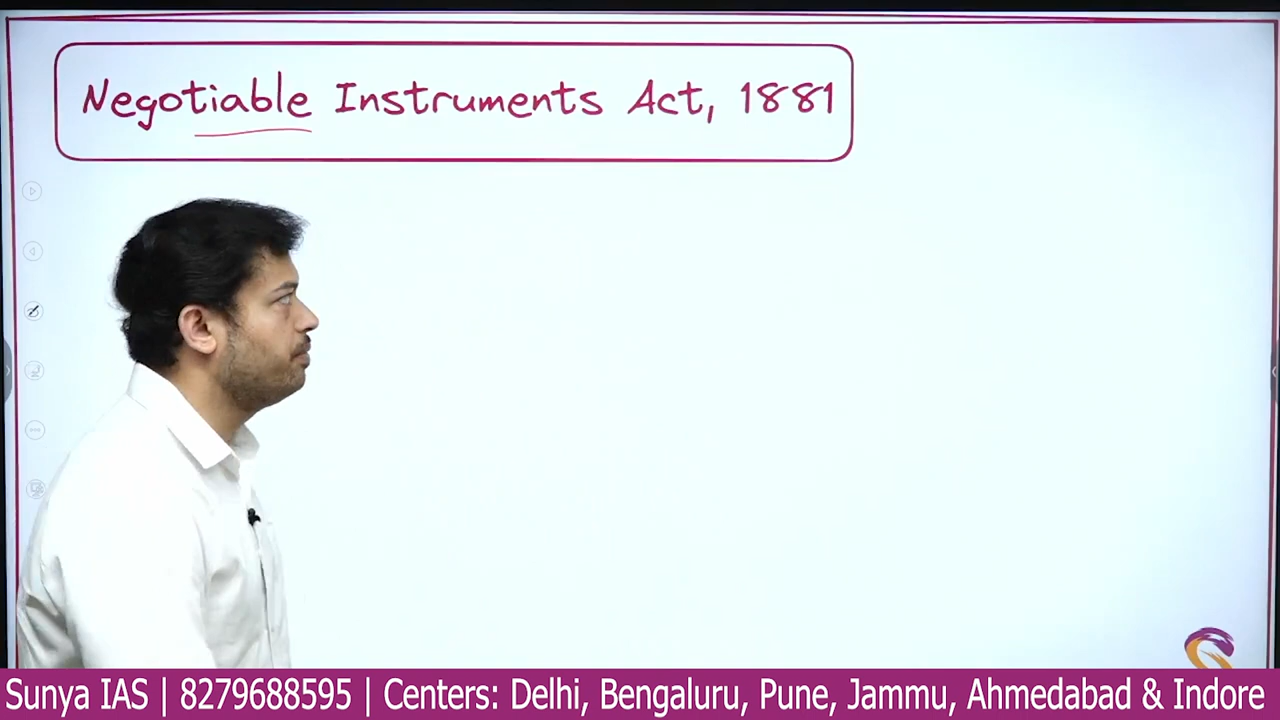 Negotiable Instruments Act, 1881
Sunya IAS | 8279688595 | Centers: Delhi, Bengaluru, Pune, Jammu, Ahmedabad & Indore